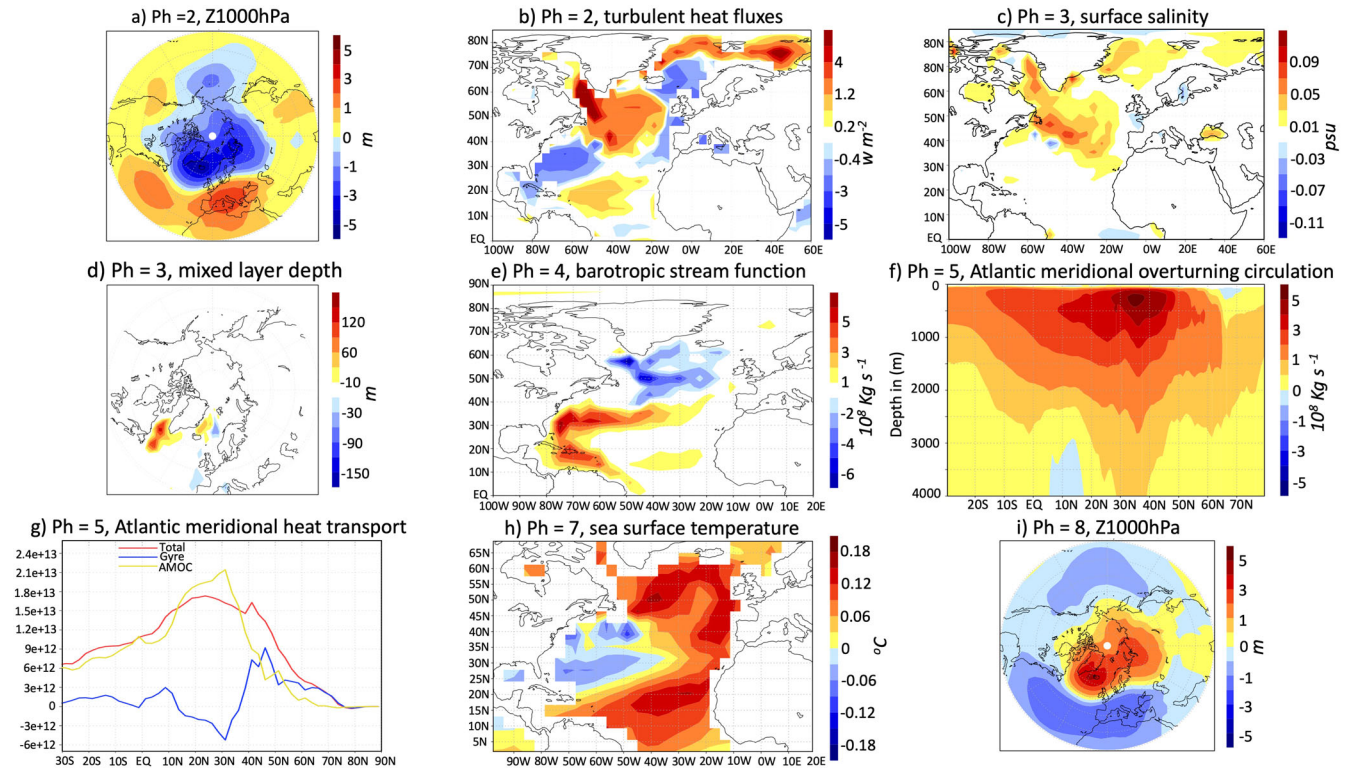 a) Ph =2, Z1000hPa
5
3
1
0
-1
-3
-5
m
b) Ph = 2, turbulent heat fluxes
80N
70N
60N
50N
40N
30N
20N
10N
EQ
100W 80W 60W 40W 20W 0W 20E 40E 60E
4
1.2
0.2
-0.4
-3
-5
w m-2
c) Ph = 3, surface salinity
80N
80N
70N
60N
50N
40N
30N
20N
10N
EQ
100W 80W 60W 40W 20W 0W 20E 40E 60E
0.09
0.05
0.01
-0.03
-0.07
-0.11
psu
d) Ph = 3, mixed layer depth
120
60
-10
-30
-90
-150
m
e) Ph = 4, barotropic stream function
90N
80N
70N
60N
50N
40N
30N
20N
10N
EQ
100W 90W 80W 70W 60W 50W 40W 30W 20W 10W 0W 10E 20E
5
3
1
-2
-4
-6
10⁸ Kg s⁻¹
f) Ph = 5, Atlantic meridional overturning circulation
Depth in (m)
0
1000
2000
3000
4000
20S 10S EQ 10N 20N 30N 40N 50N 60N 70N
5
3
1
0
-1
-3
-5
10⁸ Kg s⁻¹
g) Ph = 5, Atlantic meridional heat transport
Total
Gyre
AMOC
2.4e+13
2.1e+13
1.8e+13
1.5e+13
1.2e+13
9e+12
6e+12
3e+12
0
-3e+12
-6e+12
30S 20S 10S EQ 10N 20N 30N 40N 50N 60N 70N 80N 90N
h) Ph = 7, sea surface temperature
65N
60N
55N
50N
45N
40N
35N
30N
25N
20N
15N
10N
5N
90W 80W 70W 60W 50W 40W 30W 20W 10W 0W 10E 20E
0.18
0.12
0.06
0
-0.06
-0.12
-0.18
oC
i) Ph = 8, Z1000hPa
5
3
1
0
-1
-3
-5
m